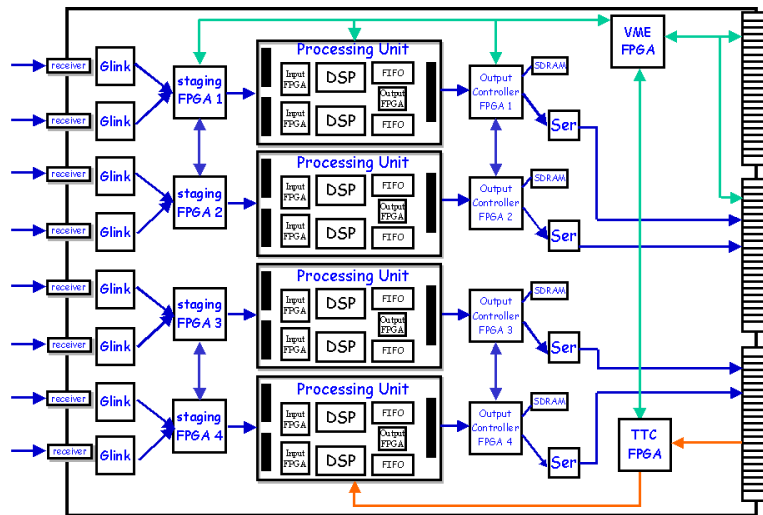 Processing Unit
VME
FPGA
receiver
Glink
staging
FPGA 1
Input
FPGA
DSP
FIFO
Output
FPGA
Input
FPGA
DSP
FIFO
Output
Controller
FPGA 1
SDRAM
Ser
receiver
Glink
Processing Unit
receiver
Glink
staging
FPGA 2
Input
FPGA
DSP
FIFO
Output
FPGA
Input
FPGA
DSP
FIFO
Output
Controller
FPGA 2
SDRAM
Ser
receiver
Glink
Processing Unit
receiver
Glink
staging
FPGA 3
Input
FPGA
DSP
FIFO
Output
FPGA
Input
FPGA
DSP
FIFO
Output
Controller
FPGA 3
SDRAM
Ser
receiver
Glink
Processing Unit
receiver
Glink
staging
FPGA 4
Input
FPGA
DSP
FIFO
Output
FPGA
Input
FPGA
DSP
FIFO
Output
Controller
FPGA 4
SDRAM
Ser
receiver
Glink
TTC
FPGA